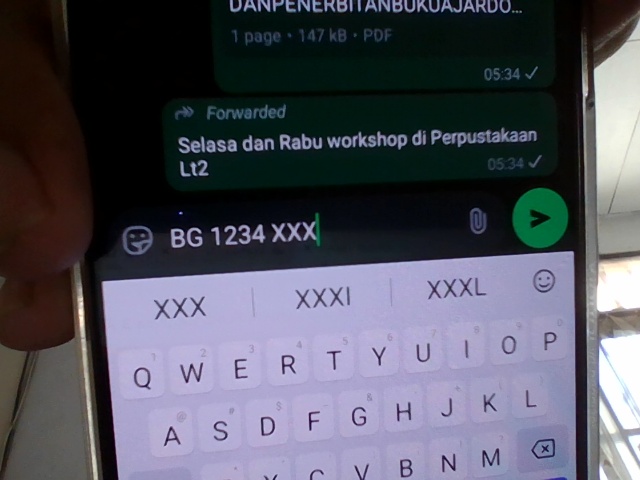 DANPENERBITANBUKUAJARDO...
1 page • 147 kB • PDF
05:34
Forwarded
Selasa dan Rabu workshop di Perpustakaan
Lt2
05:34
BG 1234 XXX
XXX XXXI XXXL
Q W E R T Y U I O P
A S D F G H J K L
C V B N M